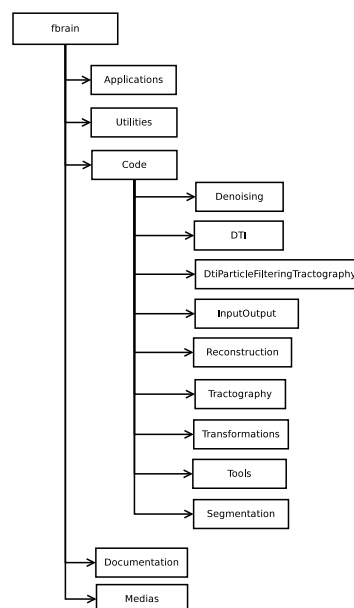 fbrain
Applications
Utilities
Code
Denoising
DTI
DtiParticleFilteringTractography
InputOutput
Reconstruction
Tractography
Transformations
Tools
Segmentation
Documentation
Medias